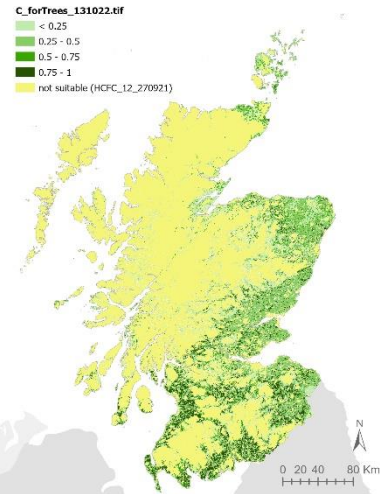 C_forTrees_131022.tif
< 0.25
0.25 - 0.5
0.5 - 0.75
0.75 - 1
not suitable (HCFC_12_270921)
N
0 20 40 80 Km